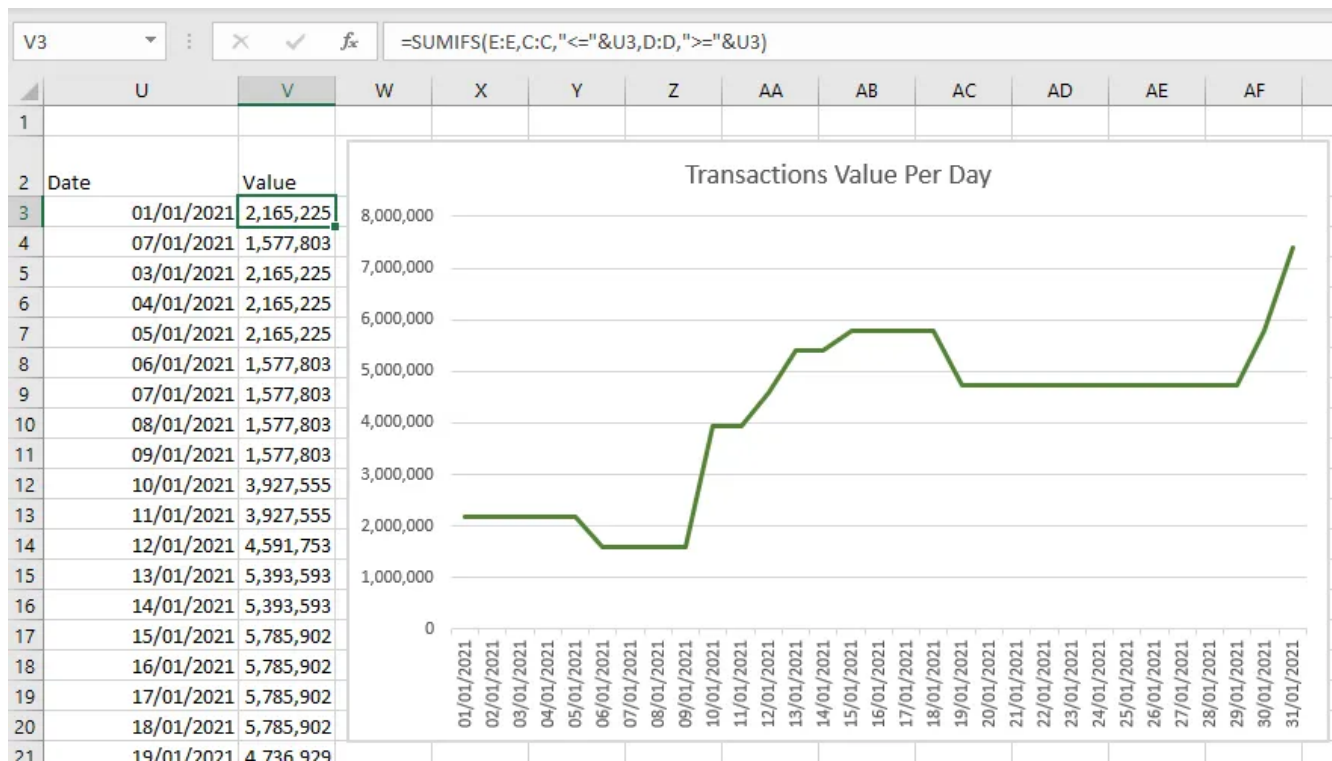 V3 fx =SUMIFS(E:E,C:C,"<="&U3,D:D,">="&U3)
U V W X Y Z AA AB AC AD AE AF
1
2 Date Value
3 01/01/2021 2,165,225
4 07/01/2021 1,577,803
5 03/01/2021 2,165,225
6 04/01/2021 2,165,225
7 05/01/2021 2,165,225
8 06/01/2021 1,577,803
9 07/01/2021 1,577,803
10 08/01/2021 1,577,803
11 09/01/2021 1,577,803
12 10/01/2021 3,927,555
13 11/01/2021 3,927,555
14 12/01/2021 4,591,753
15 13/01/2021 5,393,593
16 14/01/2021 5,393,593
17 15/01/2021 5,785,902
18 16/01/2021 5,785,902
19 17/01/2021 5,785,902
20 18/01/2021 5,785,902
21 19/01/2021 4,736,929
Transactions Value Per Day
8,000,000
7,000,000
6,000,000
5,000,000
4,000,000
3,000,000
2,000,000
1,000,000
0
01/01/2021
02/01/2021
03/01/2021
04/01/2021
05/01/2021
06/01/2021
07/01/2021
08/01/2021
09/01/2021
10/01/2021
11/01/2021
12/01/2021
13/01/2021
14/01/2021
15/01/2021
16/01/2021
17/01/2021
18/01/2021
19/01/2021
20/01/2021
21/01/2021
22/01/2021
23/01/2021
24/01/2021
25/01/2021
26/01/2021
27/01/2021
28/01/2021
29/01/2021
30/01/2021
31/01/2021